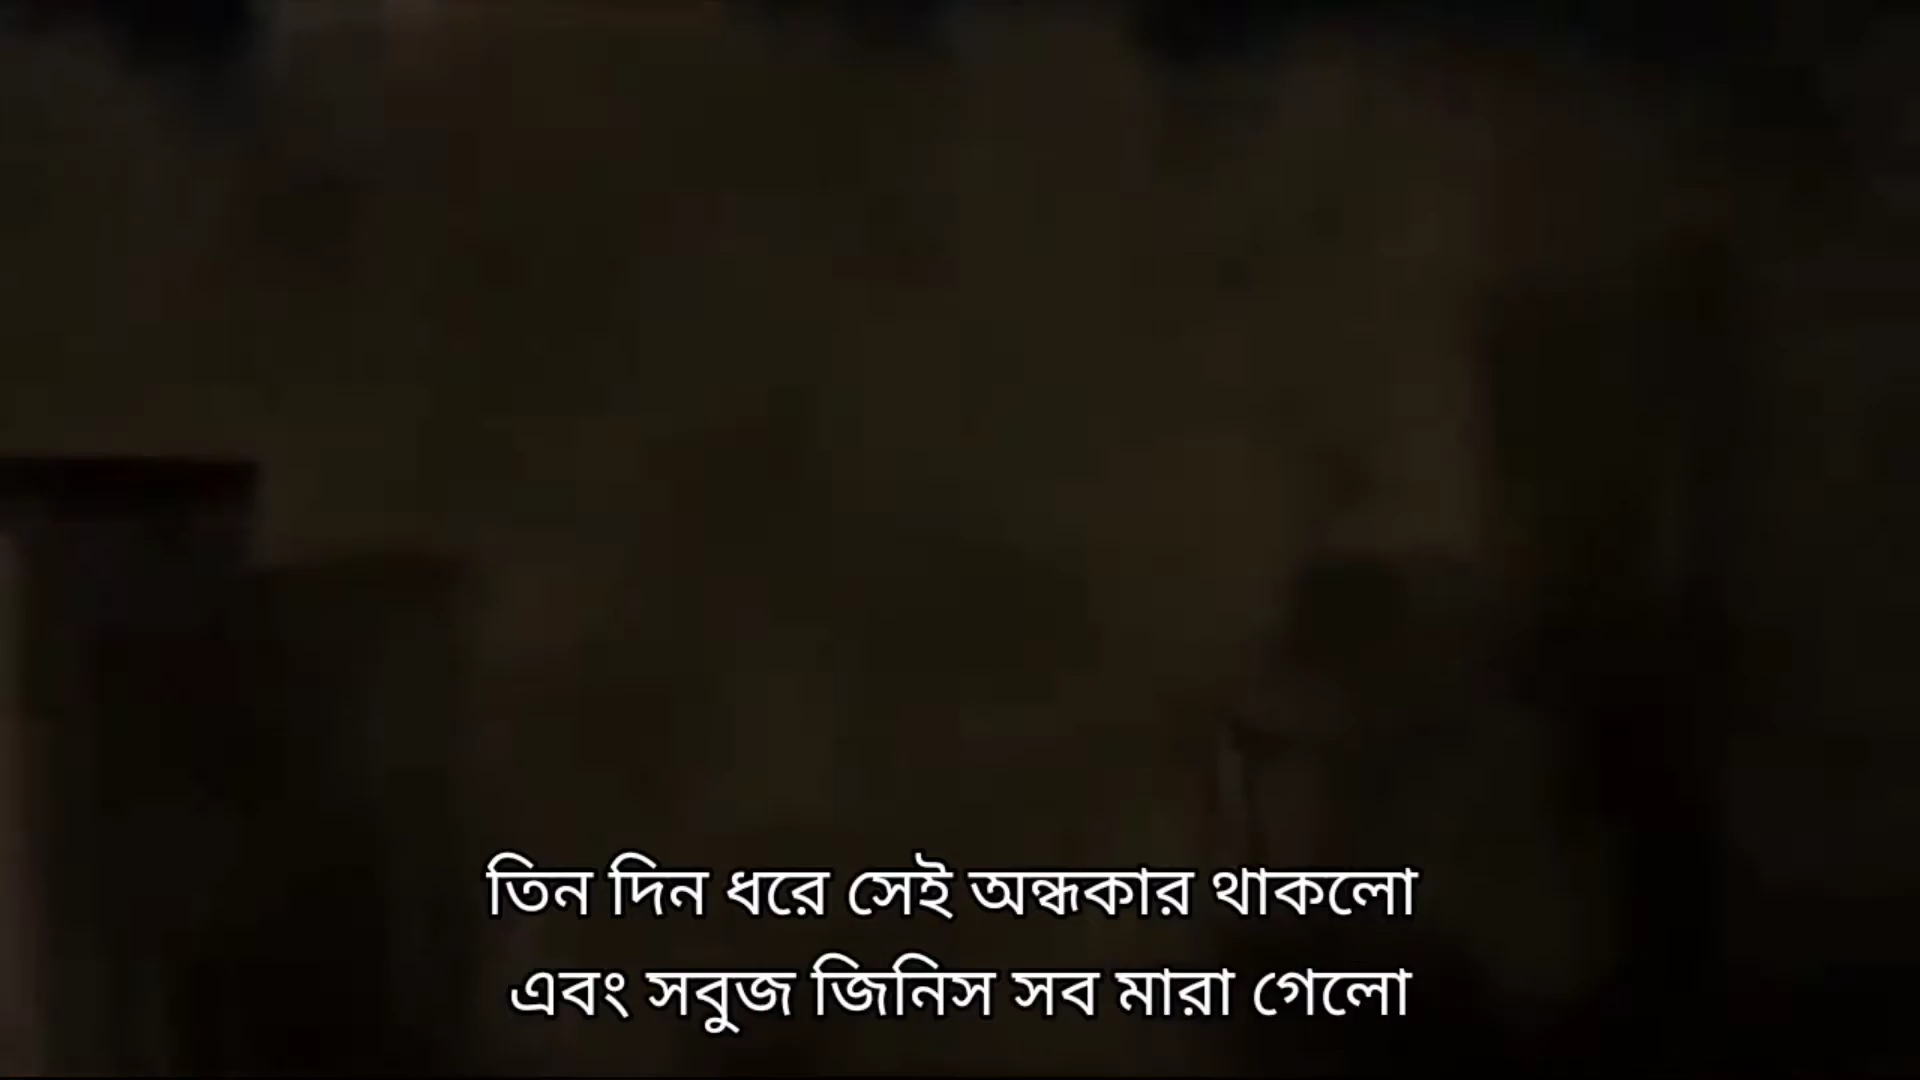 তিন দিন ধরে সেই অন্ধকার থাকলো
এবং সবুজ জিনিস সব মারা গেলো